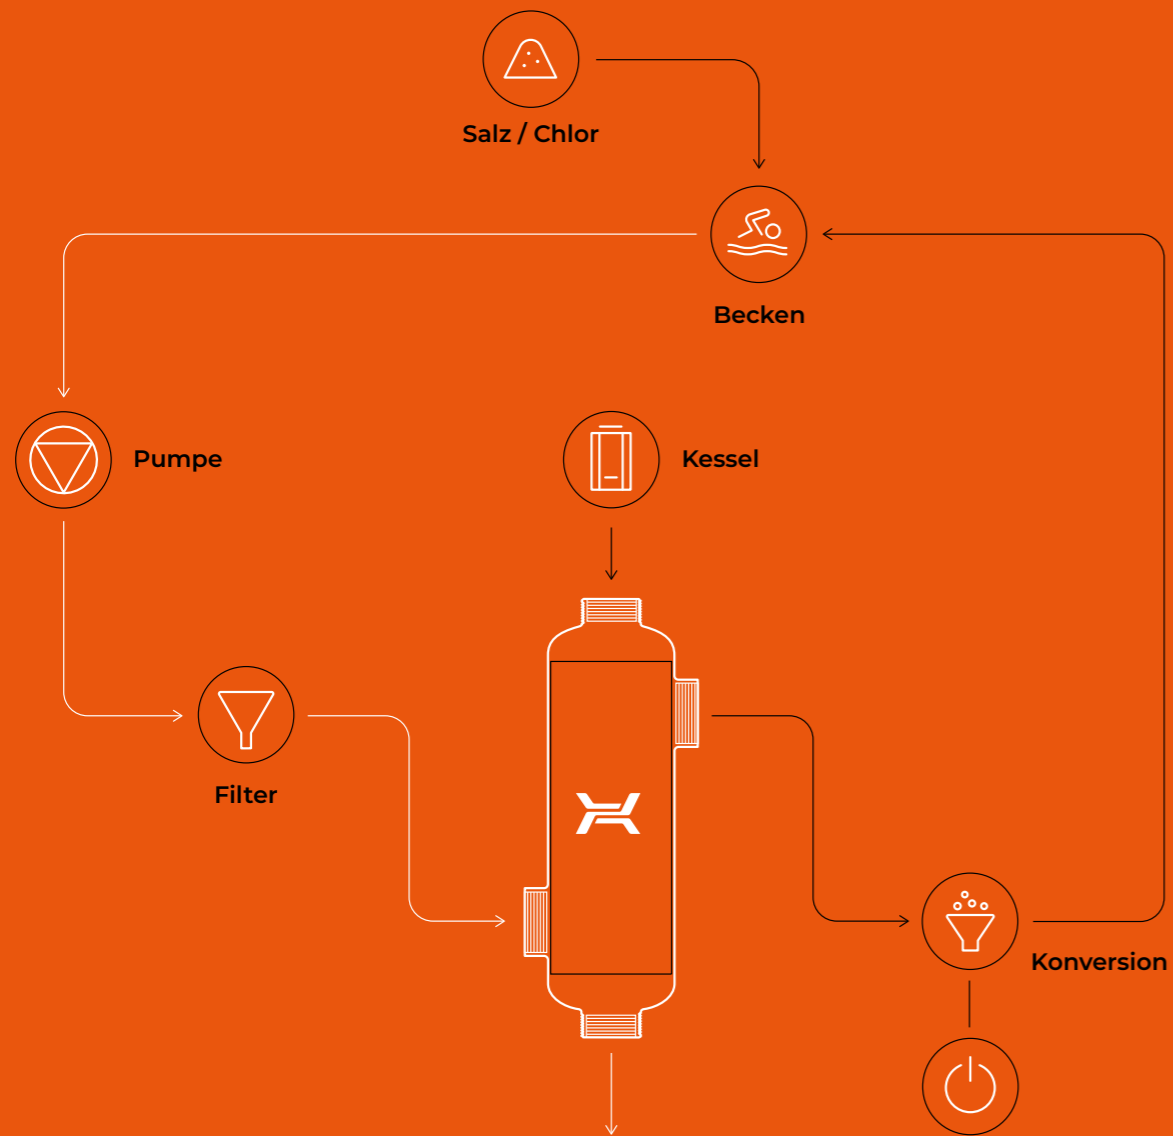 Salz / Chlor
Becken
Pumpe
Kessel
Filter
Konversion